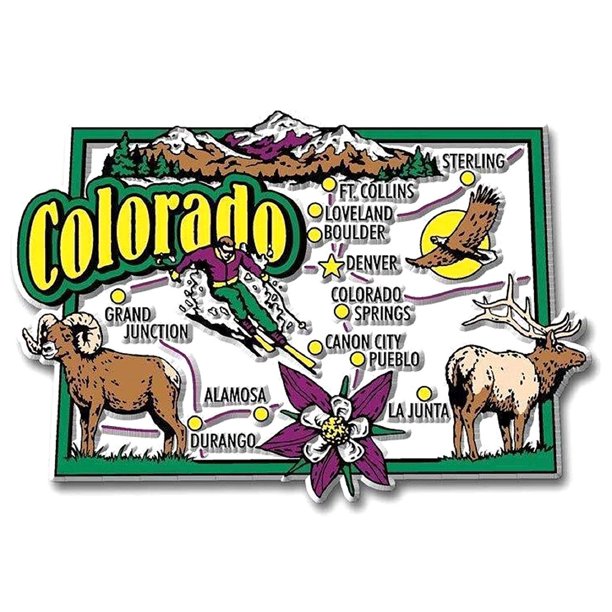 Colorado
STERLING
FT. COLLINS
LOVELAND
BOULDER
DENVER
COLORADO
SPRINGS
GRAND
JUNCTION
CANON CITY
PUEBLO
ALAMOSA
LA JUNTA
DURANGO